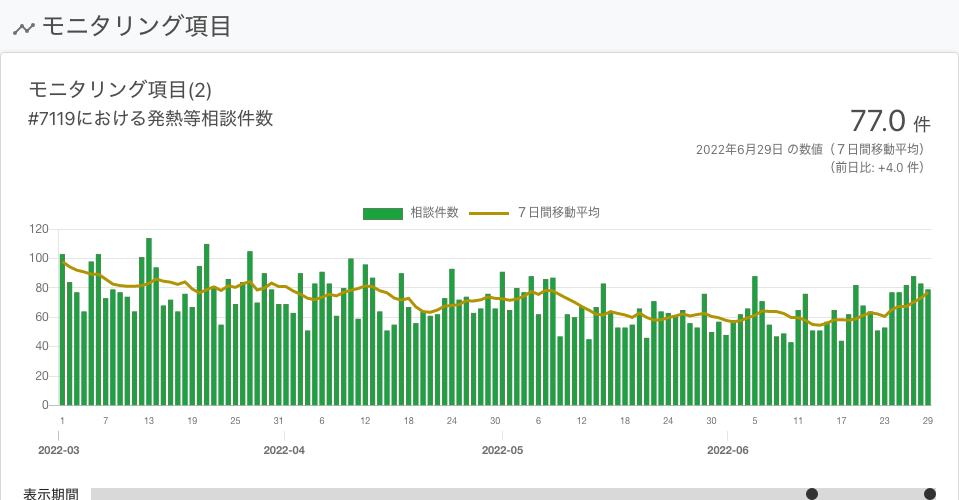 モニタリング項目
モニタリング項目(2)
#7119における発熱等相談件数
77.0 件
2022年6月29日 の数値（７日間移動平均）
（前日比: +4.0 件）
相談件数 ７日間移動平均
120
100
80
60
40
20
0
1 7 13 19 25 31 6 12 18 24 30 6 12 18 24 30 5 11 17 23 29
2022-03 2022-04 2022-05 2022-06
表示期間